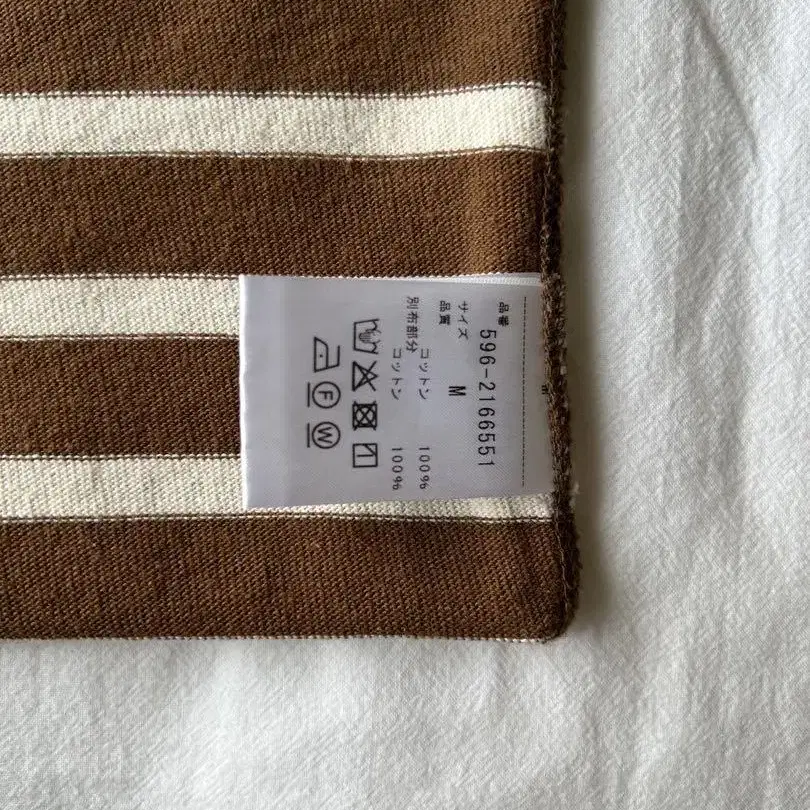 品番 596-2166551
サイズ M
品質
コットン 100%
別布部分
コットン 100%
F W